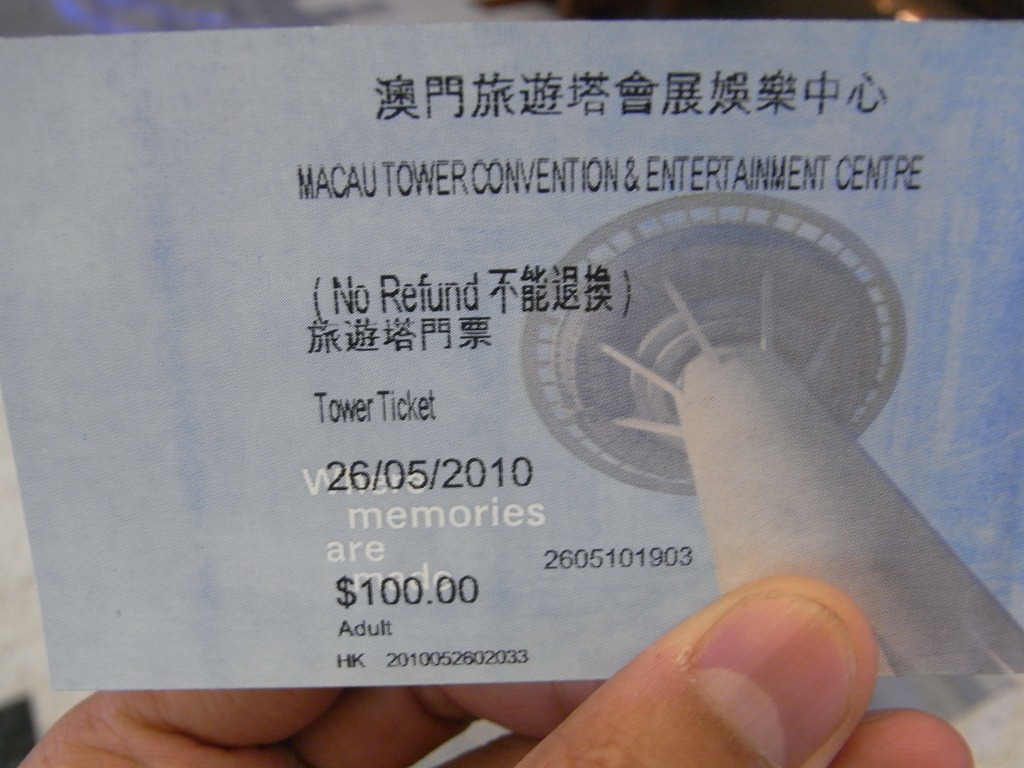 澳門旅遊塔會展娛樂中心
MACAU TOWER CONVENTION & ENTERTAINMENT CENTRE
( No Refund 不能退換 )
旅遊塔門票
Tower Ticket
where
26/05/2010
memories
are
made
2605101903
$100.00
Adult
HK 2010052602033